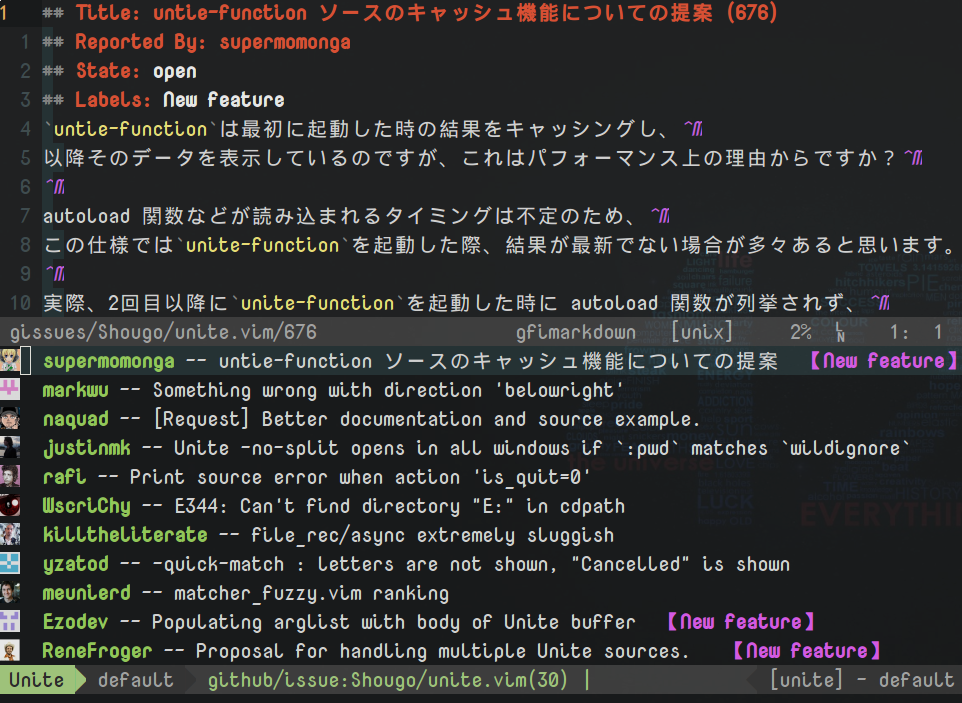 1 ## Title: untie-function ソースのキャッシュ機能についての提案 (676)
1 ## Reported By: supermomonga
2 ## State: open
3 ## Labels: New feature
4 `untie-function`は最初に起動した時の結果をキャッシングし、^M
5 以降そのデータを表示しているのですが、これはパフォーマンス上の理由からですか？^M
6 ^M
7 autoload 関数などが読み込まれるタイミングは不定のため、^M
8 この仕様では`unite-function`を起動した際、結果が最新でない場合が多々あると思います。
9 ^M
10 実際、2回目以降に`unite-function`を起動した時に autoload 関数が列挙されず、^M
gissues/Shougo/unite.vim/676 gfimarkdown [unix] 2% ␤ 1: 1
supermomonga -- untie-function ソースのキャッシュ機能についての提案 【New feature】
markwu -- Something wrong with direction 'belowright'
naquad -- [Request] Better documentation and source example.
justinmk -- Unite -no-split opens in all windows if `:pwd` matches `wildignore`
rafi -- Print source error when action 'is_quit=0'
WscriChy -- E344: Can't find directory "E:" in cdpath
killtheliterate -- file_rec/async extremely sluggish
yzatod -- -quick-match : letters are not shown, "Cancelled" is shown
meunierd -- matcher_fuzzy.vim ranking
Ezodev -- Populating arglist with body of Unite buffer 【New feature】
ReneFroger -- Proposal for handling multiple Unite sources. 【New feature】
Unite default github/issue:Shougo/unite.vim(30) | [unite] - default